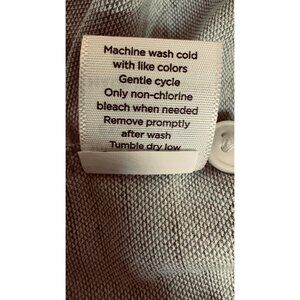 Machine wash cold
with like colors
Gentle cycle
Only non-chlorine
bleach when needed
Remove promptly
after wash
Tumble dry low